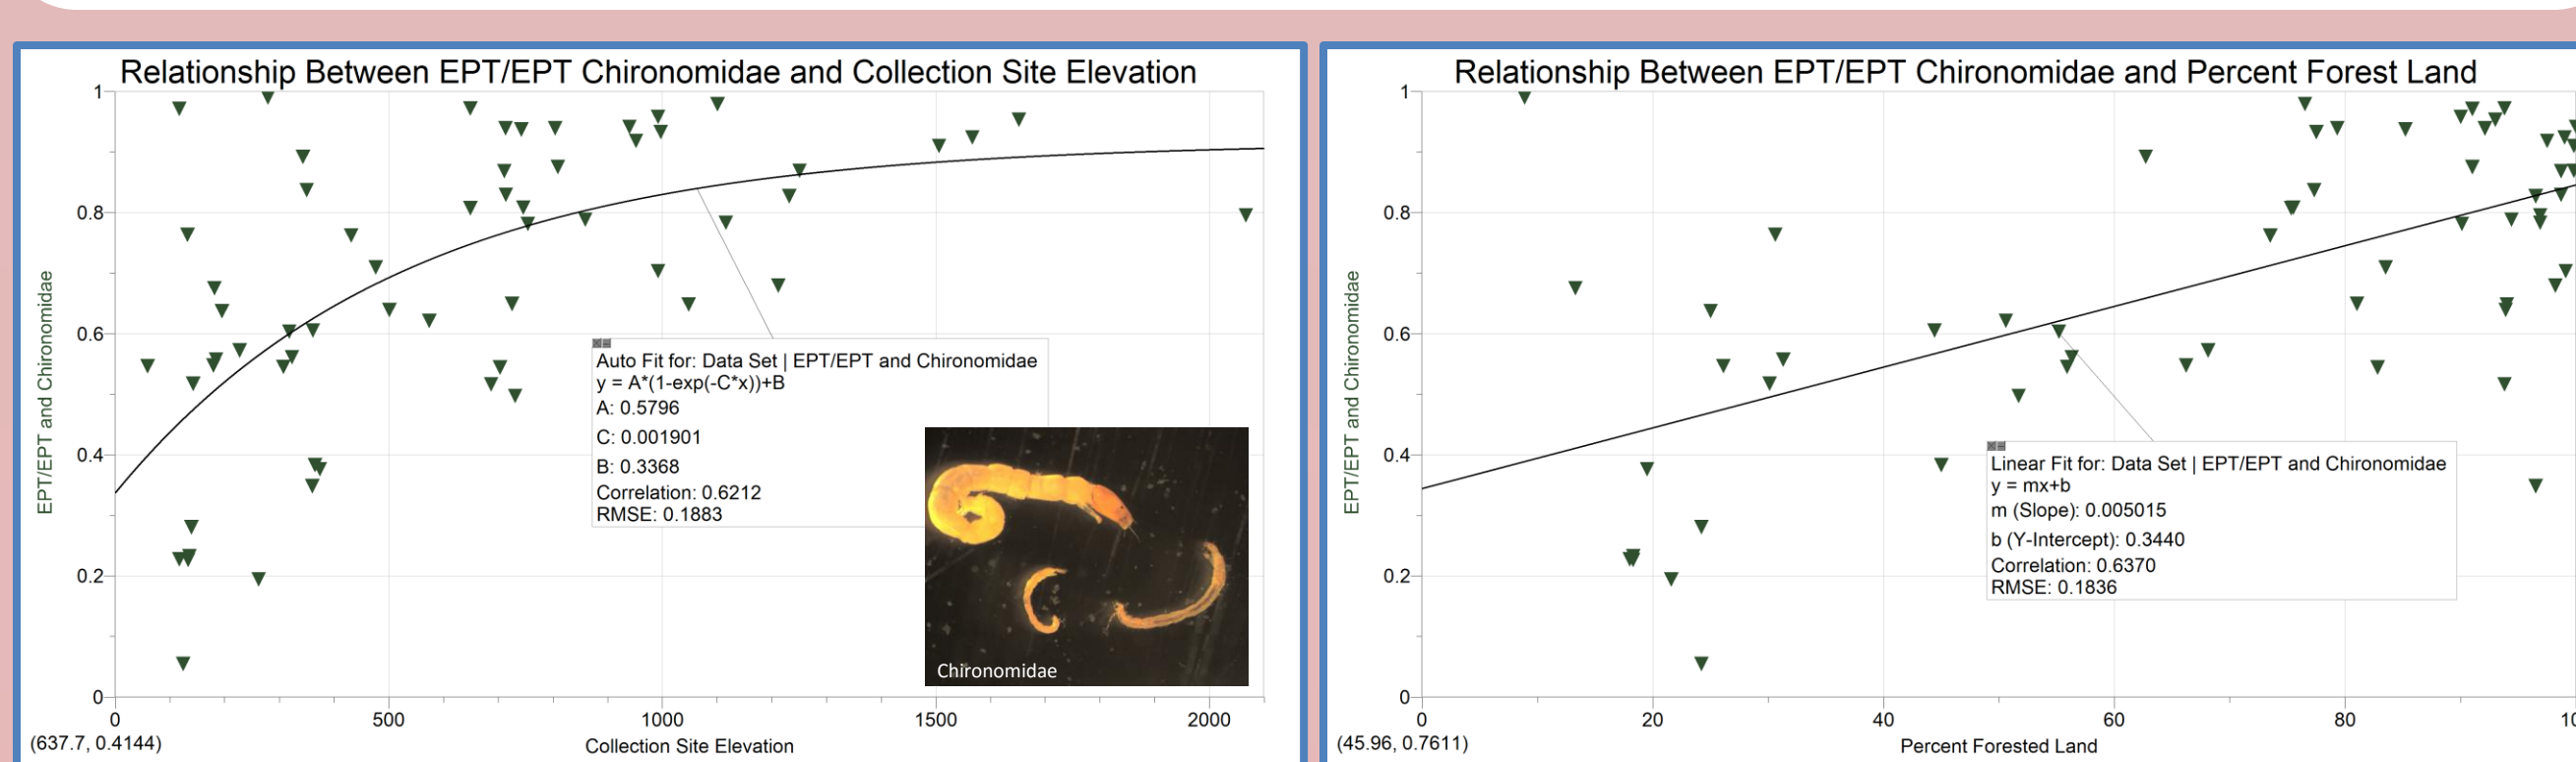 Relationship Between EPT/EPT Chironomidae and Collection Site Elevation
1
0.8
0.6
0.4
0.2
0
EPT/EPT and Chironomidae
Auto Fit for: Data Set | EPT/EPT and Chironomidae
y = A*(1-exp(-C*x))+B
A: 0.5796
C: 0.001901
B: 0.3368
Correlation: 0.6212
RMSE: 0.1883
Chironomidae
0 500 1000 1500 2000
(637.7, 0.4144)
Collection Site Elevation
Relationship Between EPT/EPT Chironomidae and Percent Forest Land
1
0.8
0.6
0.4
0.2
0
EPT/EPT and Chironomidae
Linear Fit for: Data Set | EPT/EPT and Chironomidae
y = mx+b
m (Slope): 0.005015
b (Y-Intercept): 0.3440
Correlation: 0.6370
RMSE: 0.1836
0 20 40 60 80
(45.96, 0.7611)
Percent Forested Land